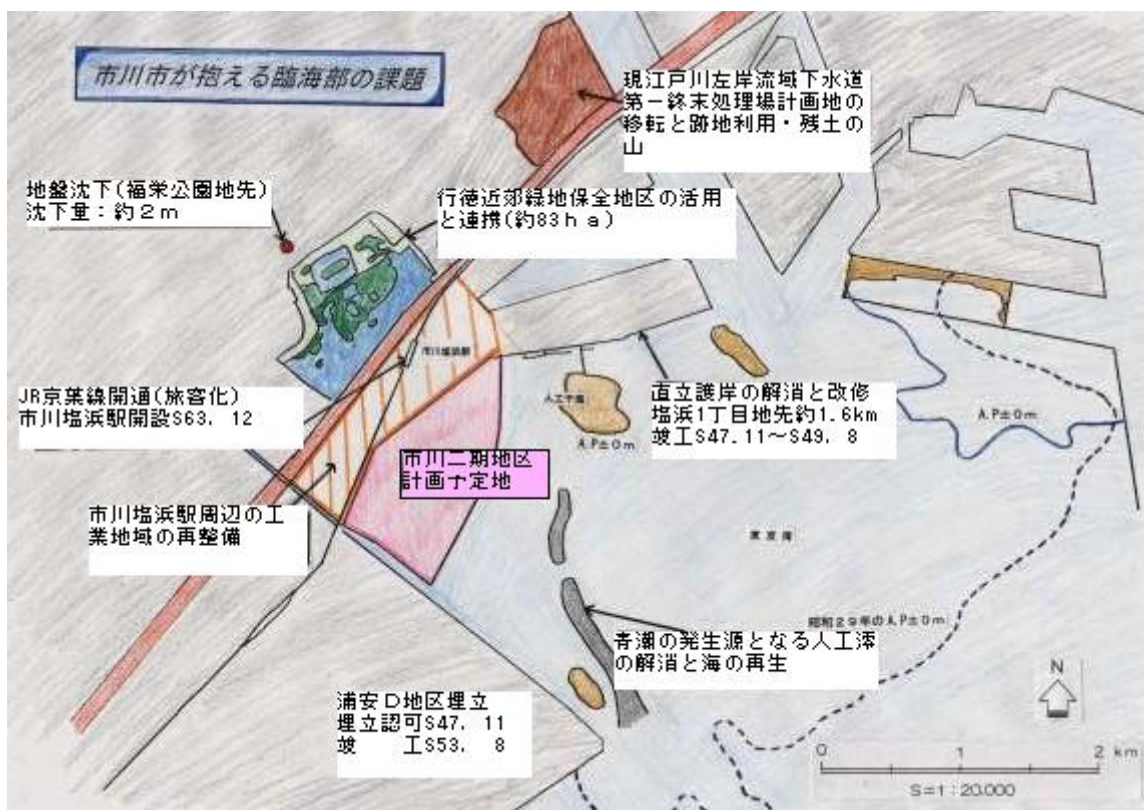 市川市が抱える臨海部の課題
現江戸川左岸流域下水道
第一終末処理場計画地の
移転と跡地利用・残土の
山
地盤沈下(福栄公園地先)
沈下量：約２ｍ
行徳近郊緑地保全地区の活用
と連携(約83ｈａ)
市川塩浜駅
JR京葉線開通(旅客化)
市川塩浜駅開設S63．12
人工干潟
A.P±0m
直立護岸の解消と改修
塩浜1丁目地先約1.6km
竣工S47.11～S49．8
A.P±0m
市川二期地区
計画予定地
市川塩浜駅周辺の工
業地域の再整備
東京湾
昭和29年のA.P±0m
青潮の発生源となる人工澪
の解消と海の再生
浦安Ｄ地区埋立
埋立認可S47．11
竣　　工S53．8
N
0 1 2 km
S=1：20,000